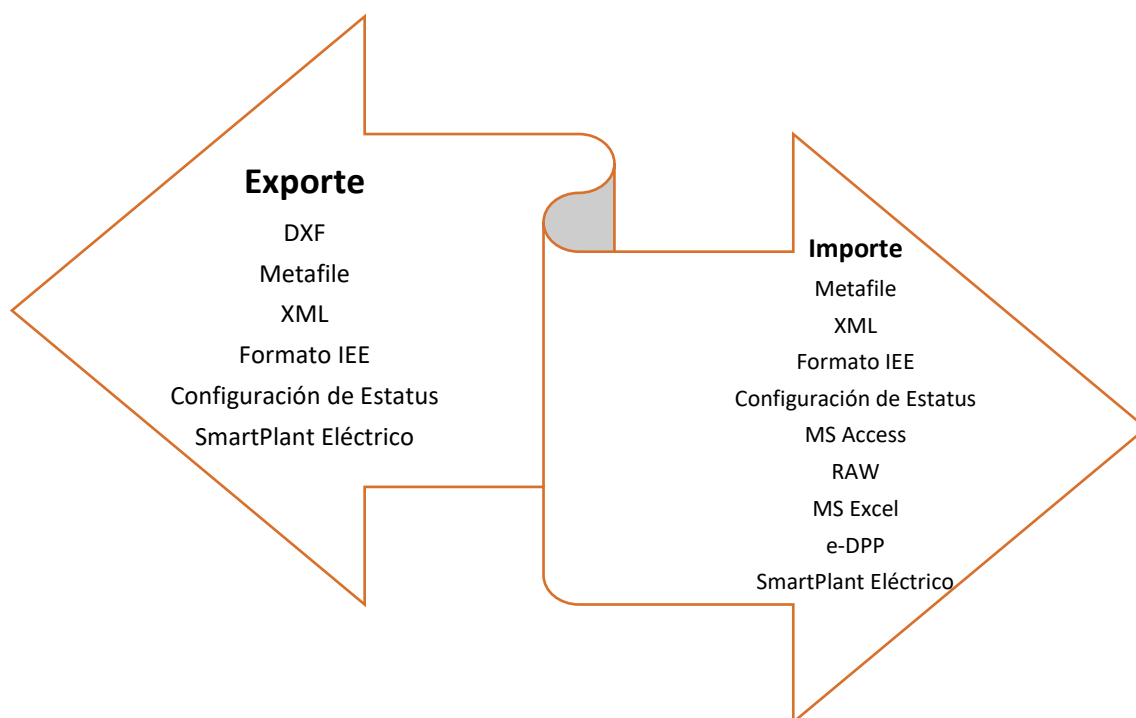 Exporte
DXF
Metafile
XML
Formato IEE
Configuración de Estatus
SmartPlant Eléctrico
Importe
Metafile
XML
Formato IEE
Configuración de Estatus
MS Access
RAW
MS Excel
e-DPP
SmartPlant Eléctrico